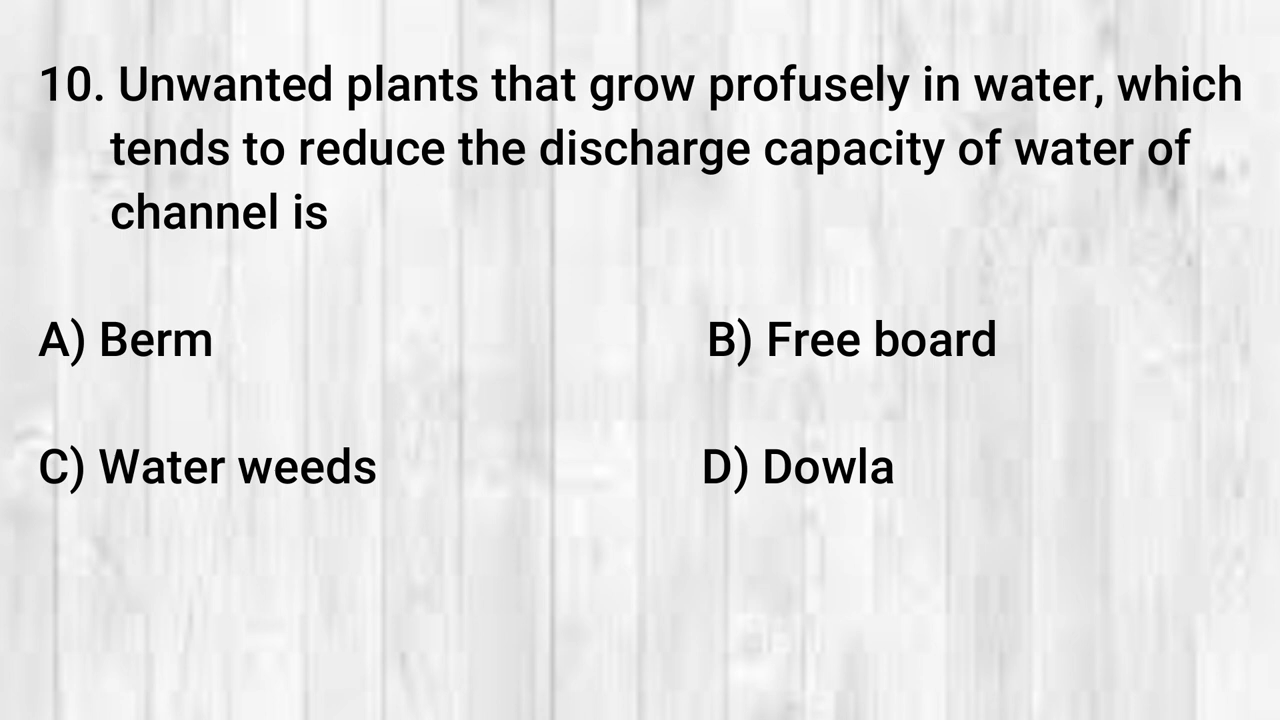 10. Unwanted plants that grow profusely in water, which
tends to reduce the discharge capacity of water of
channel is
A) Berm B) Free board
C) Water weeds D) Dowla